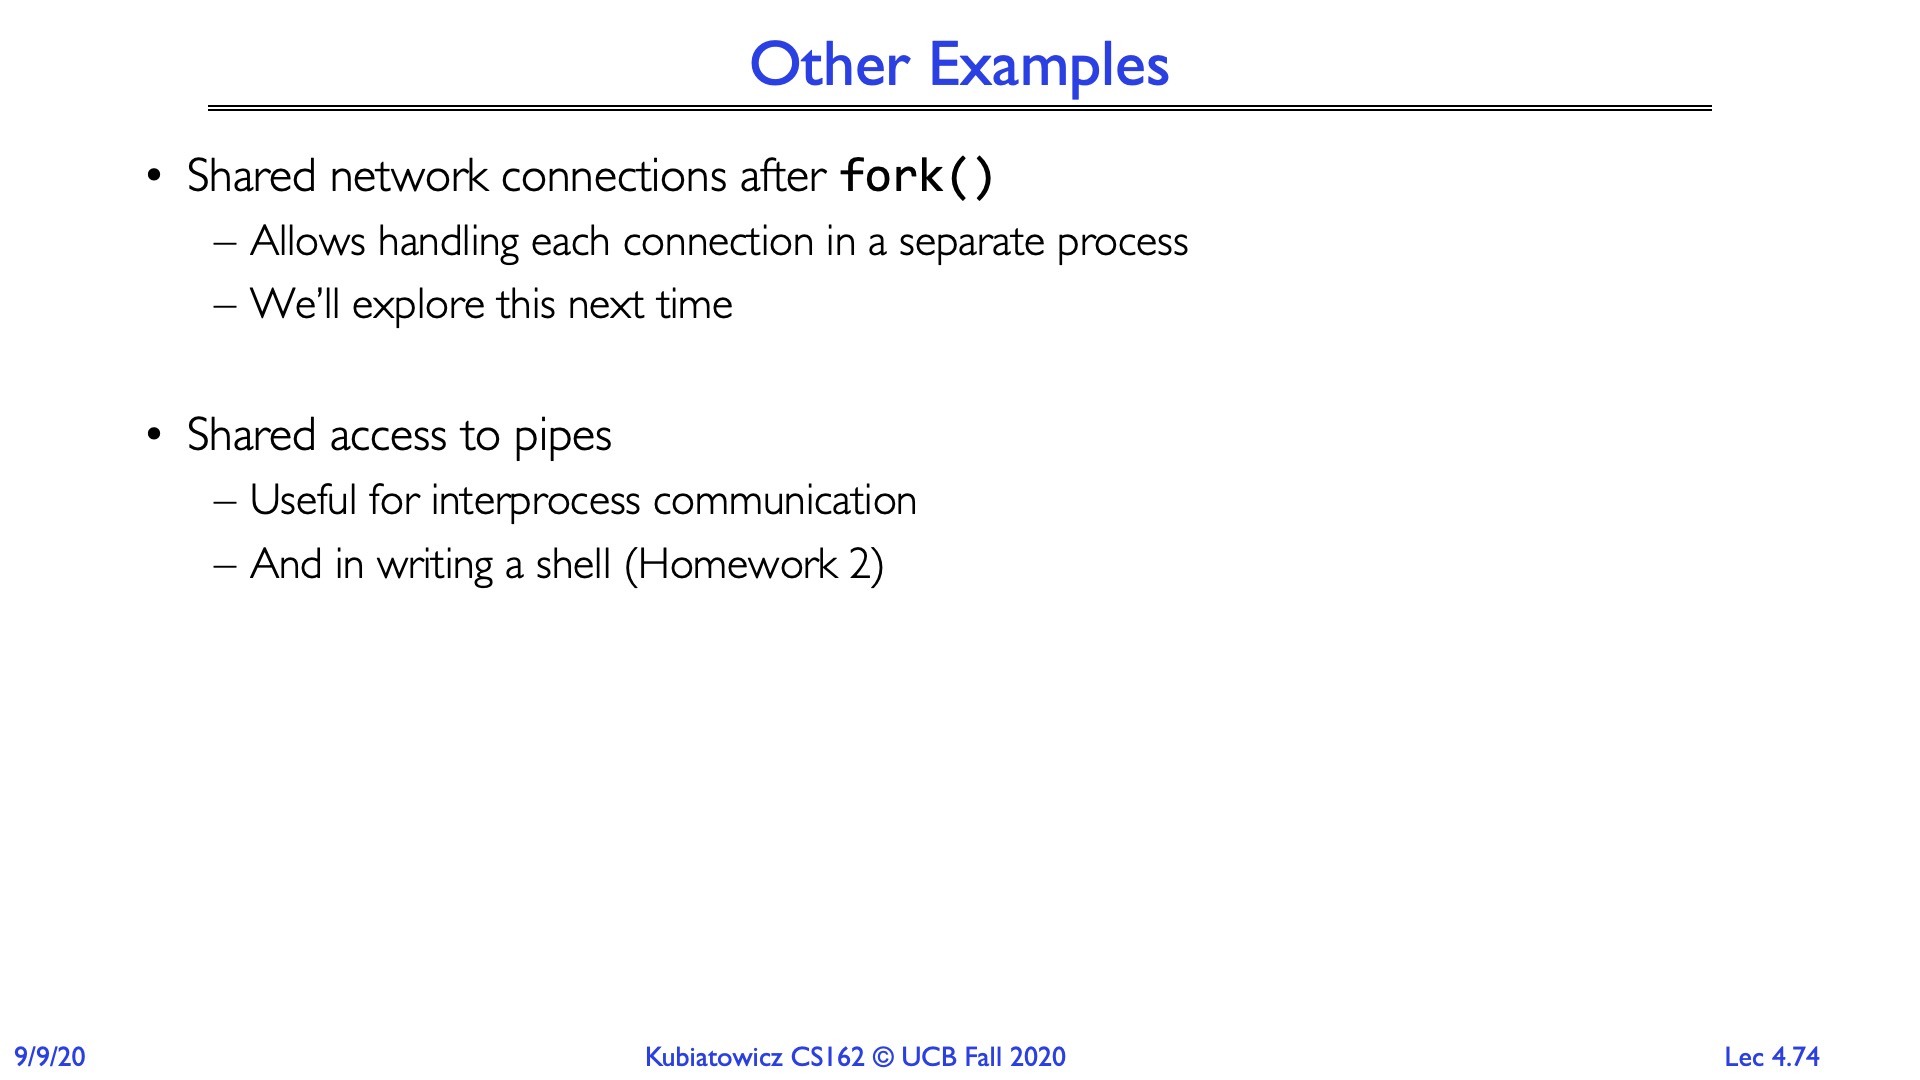 Other Examples
• Shared network connections after fork()
– Allows handling each connection in a separate process
– We’ll explore this next time
• Shared access to pipes
– Useful for interprocess communication
– And in writing a shell (Homework 2)
9/9/20 Kubiatowicz CS162 © UCB Fall 2020 Lec 4.74